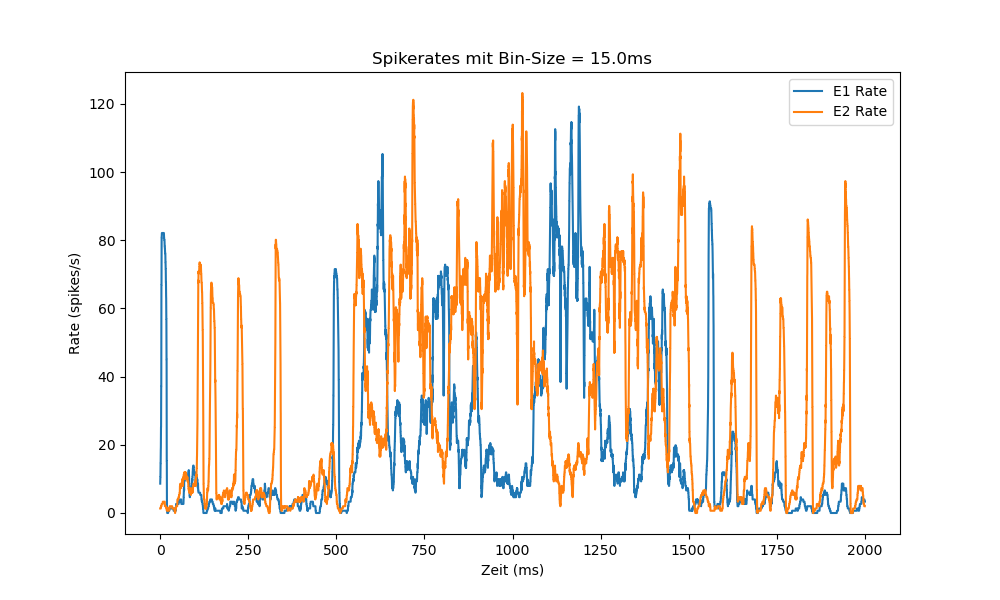 Spikerates mit Bin-Size = 15.0ms
E1 Rate
E2 Rate
Rate (spikes/s)
120
100
80
60
40
20
0
0 250 500 750 1000 1250 1500 1750 2000
Zeit (ms)